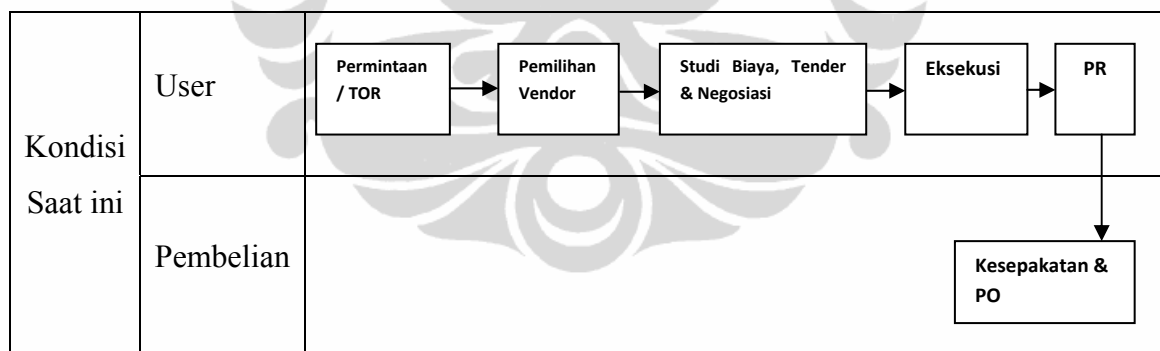 Kondisi
Saat ini
User
Permintaan
/ TOR
Pemilihan
Vendor
Studi Biaya, Tender
& Negosiasi
Eksekusi
PR
Pembelian
Kesepakatan &
PO